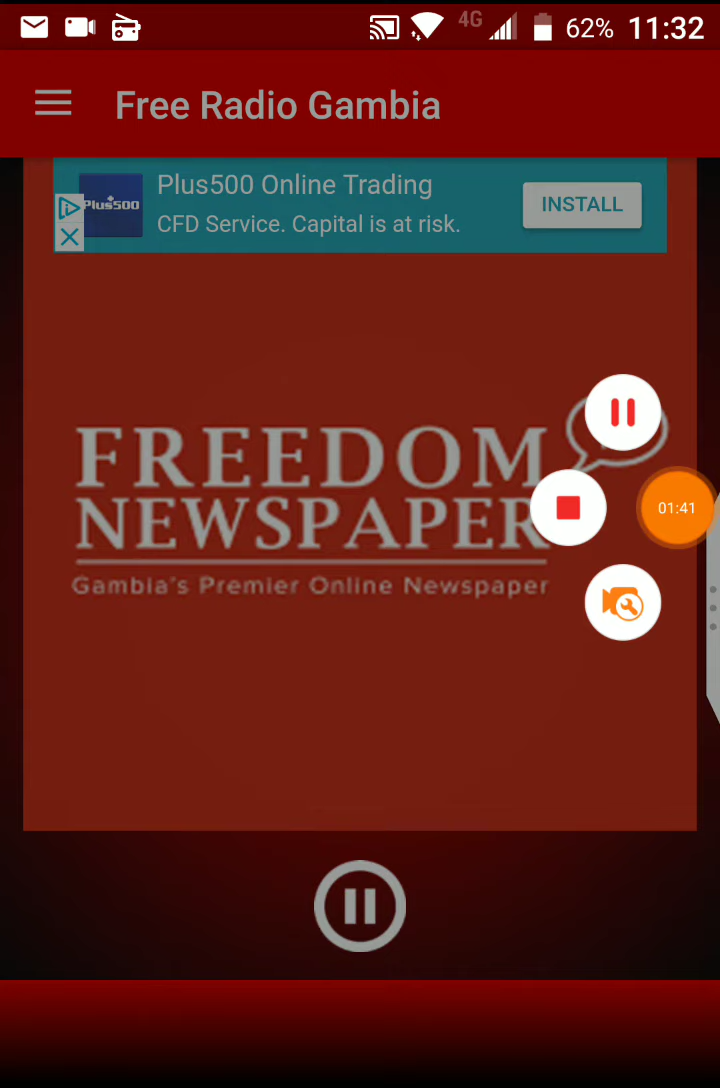 4G 62% 11:32
Free Radio Gambia
Plus500
Plus500 Online Trading
CFD Service. Capital is at risk.
INSTALL
FREEDOM
NEWSPAPER
Gambia's Premier Online Newspaper
01:41